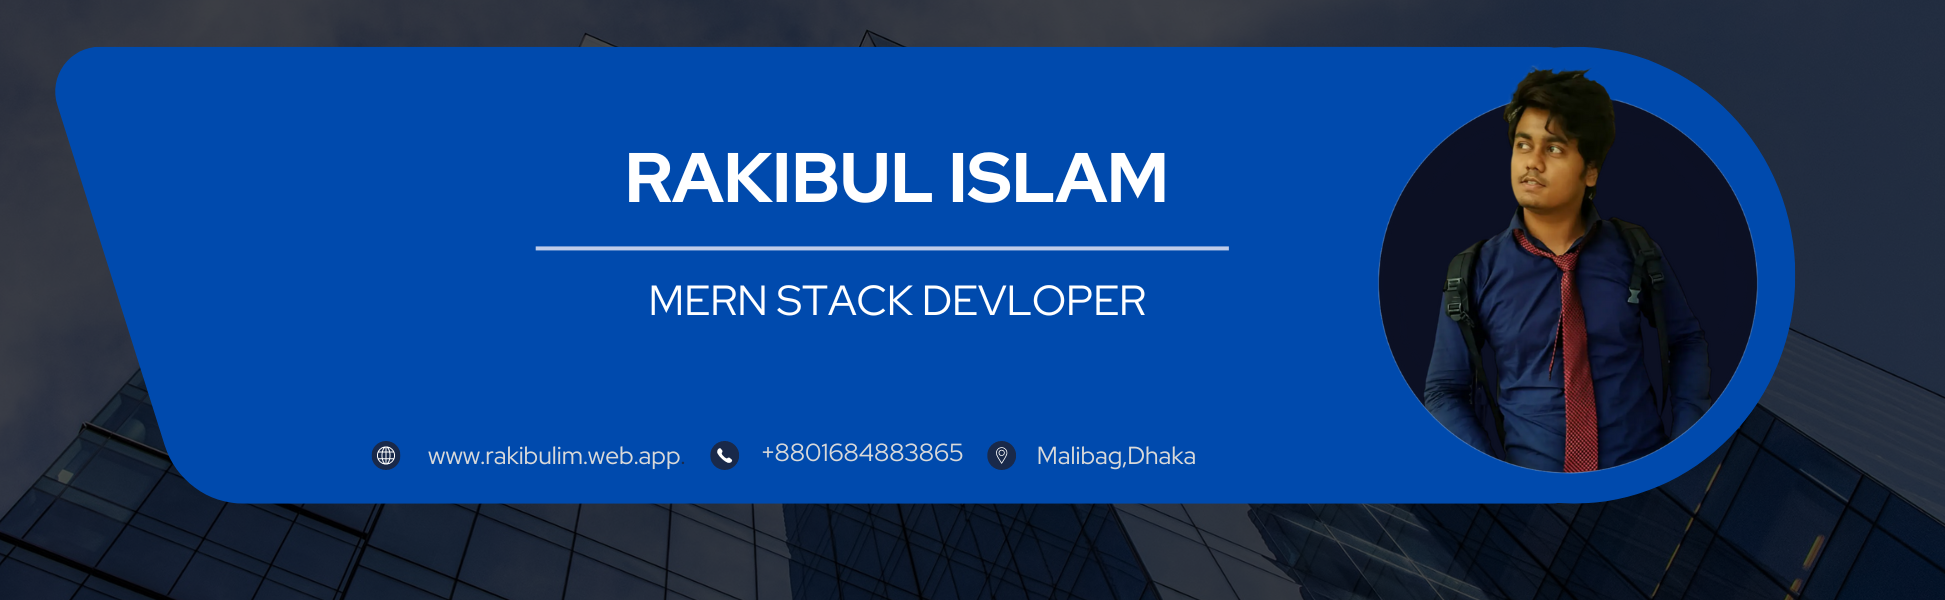 RAKIBUL ISLAM
MERN STACK DEVLOPER
www.rakibulim.web.app
+8801684883865
Malibag,Dhaka